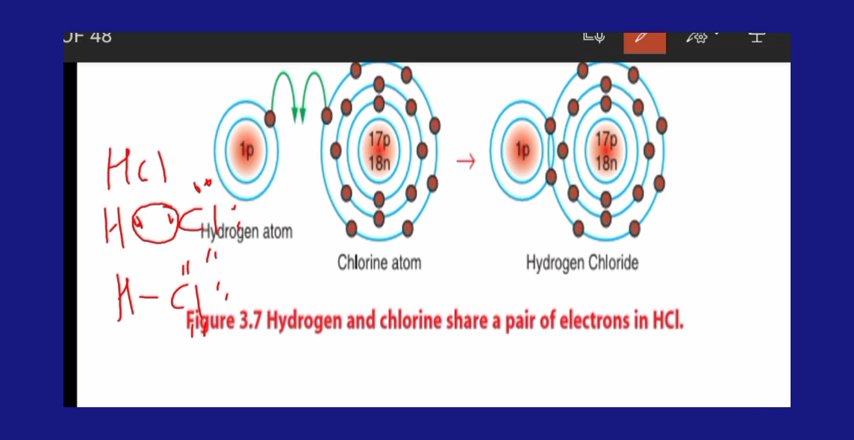 OF 48
1p
17p
18n
1p
17p
18n
HCl
H Cl
Hydrogen atom
Chlorine atom
Hydrogen Chloride
H - Cl
Figure 3.7 Hydrogen and chlorine share a pair of electrons in HCl.